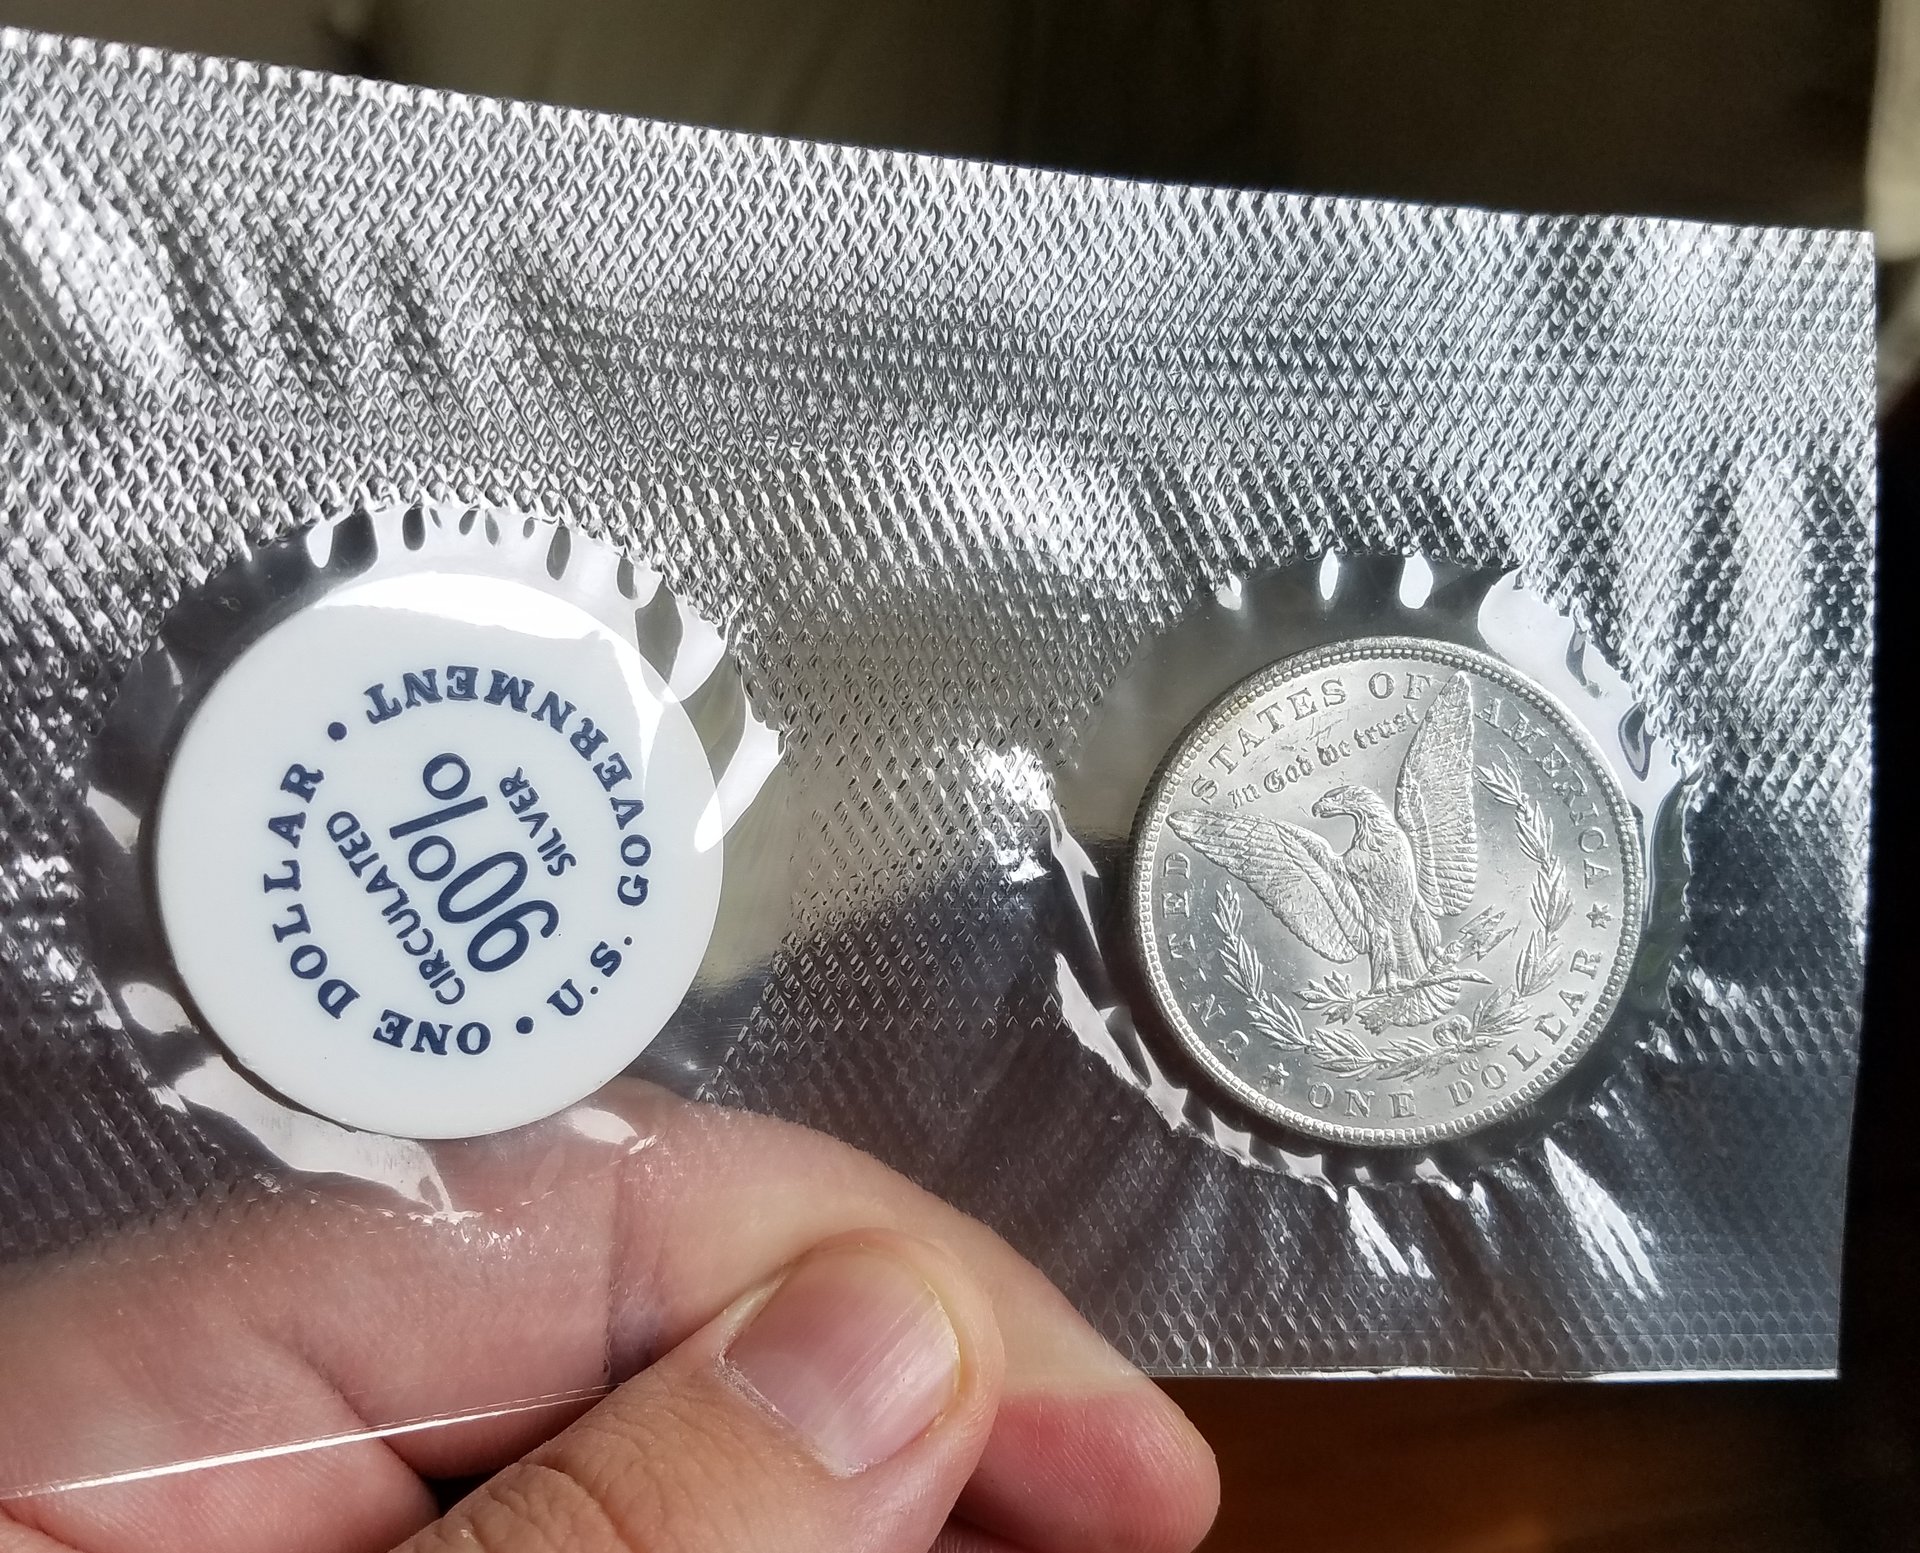 U.S. GOVERNMENT
• ONE DOLLAR •
CIRCULATED
90%
SILVER
UNITED STATES OF AMERICA
In God we trust
★ ONE DOLLAR ★